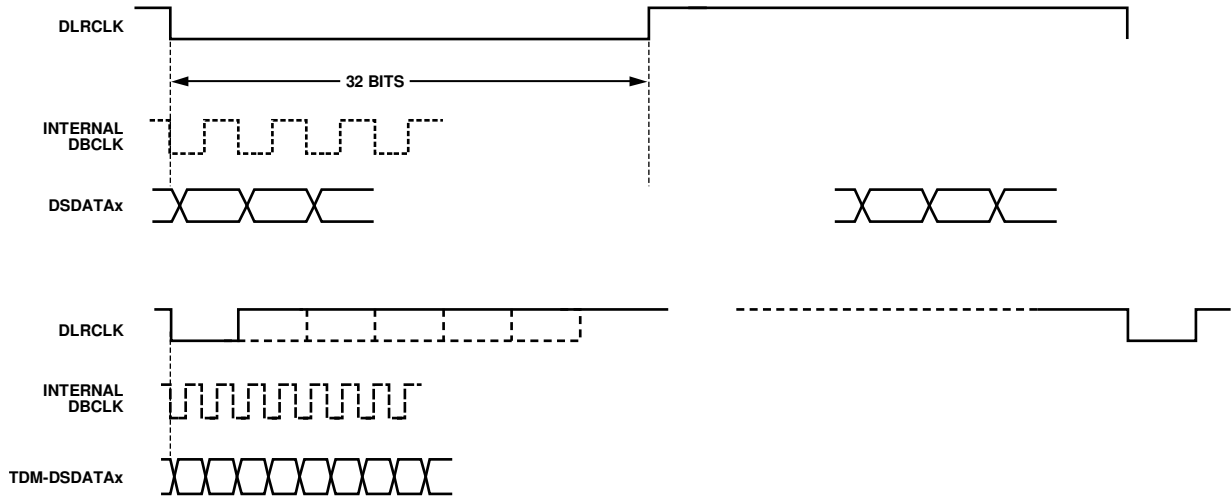 DLRCLK
32 BITS
INTERNAL
DBCLK
DSDATAx
DLRCLK
INTERNAL
DBCLK
TDM-DSDATAx